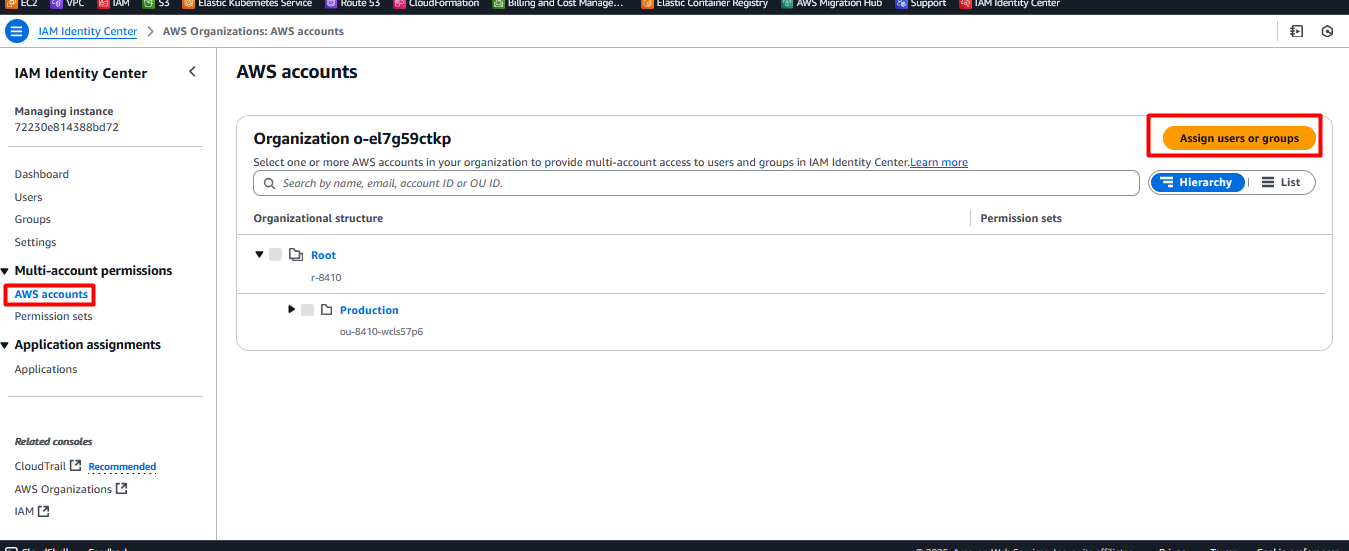 EC2 VPC IAM S3 Elastic Kubernetes Service Route 53 CloudFormation Billing and Cost Manage... Elastic Container Registry AWS Migration Hub Support IAM Identity Center
IAM Identity Center > AWS Organizations: AWS accounts
IAM Identity Center
Managing instance
72230e814388bd72
Dashboard
Users
Groups
Settings
Multi-account permissions
AWS accounts
Permission sets
Application assignments
Applications
Related consoles
CloudTrail Recommended
AWS Organizations
IAM
AWS accounts
Organization o-el7g59ctkp
Assign users or groups
Select one or more AWS accounts in your organization to provide multi-account access to users and groups in IAM Identity Center.Learn more
Search by name, email, account ID or OU ID.
Hierarchy
List
Organizational structure
Permission sets
Root
r-8410
Production
ou-8410-wcls57p6